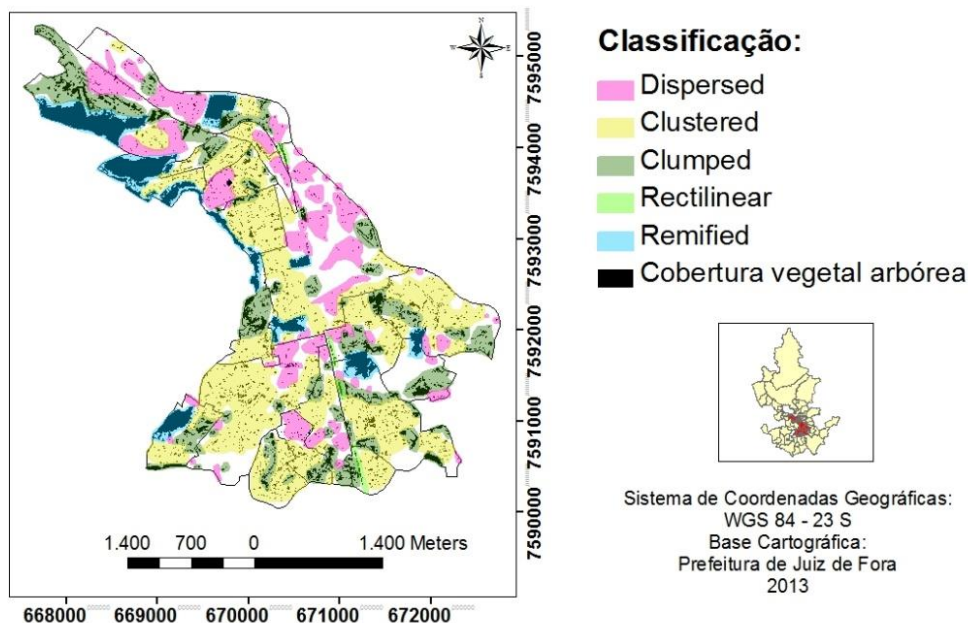 N
W
E
S
7595000
7594000
7593000
7592000
7591000
7590000
1.400 700 0 1.400 Meters
668000 669000 670000 671000 672000
Classificação:
Dispersed
Clustered
Clumped
Rectilinear
Remified
Cobertura vegetal arbórea
Sistema de Coordenadas Geográficas:
WGS 84 - 23 S
Base Cartográfica:
Prefeitura de Juiz de Fora
2013